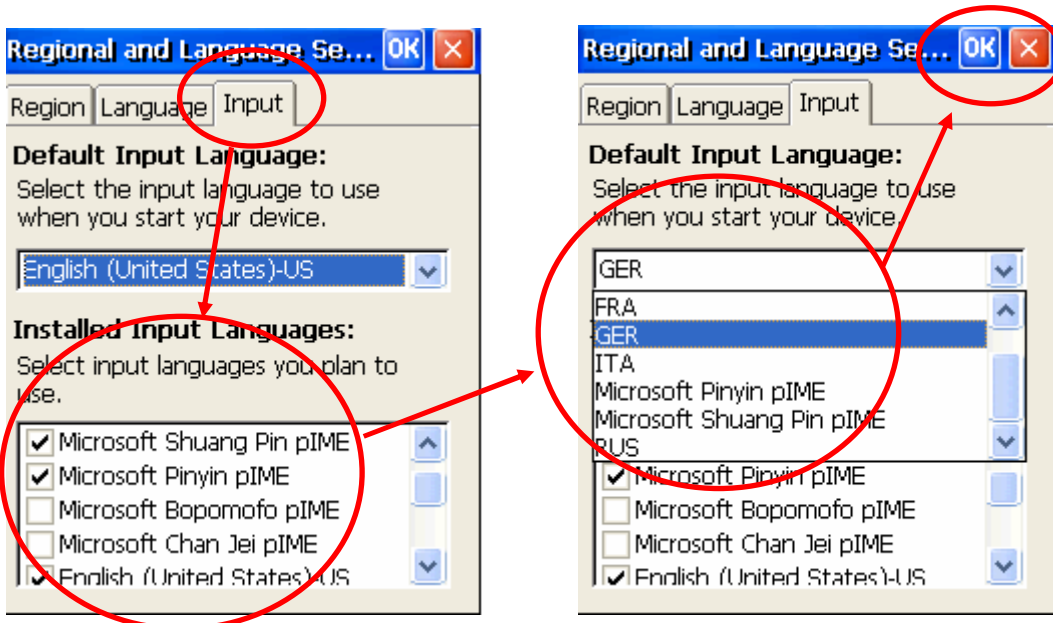 Regional and Language Se... OK
Region Language Input
Default Input Language:
Select the input language to use
when you start your device.
English (United States)-US
Installed Input Languages:
Select input languages you plan to
use.
Microsoft Shuang Pin pIME
Microsoft Pinyin pIME
Microsoft Bopomofo pIME
Microsoft Chan Jei pIME
English (United States)-US
Regional and Language Se... OK
Region Language Input
Default Input Language:
Select the input language to use
when you start your device.
GER
FRA
GER
ITA
Microsoft Pinyin pIME
Microsoft Shuang Pin pIME
RUS
Microsoft Pinyin pIME
Microsoft Bopomofo pIME
Microsoft Chan Jei pIME
English (United States)-US